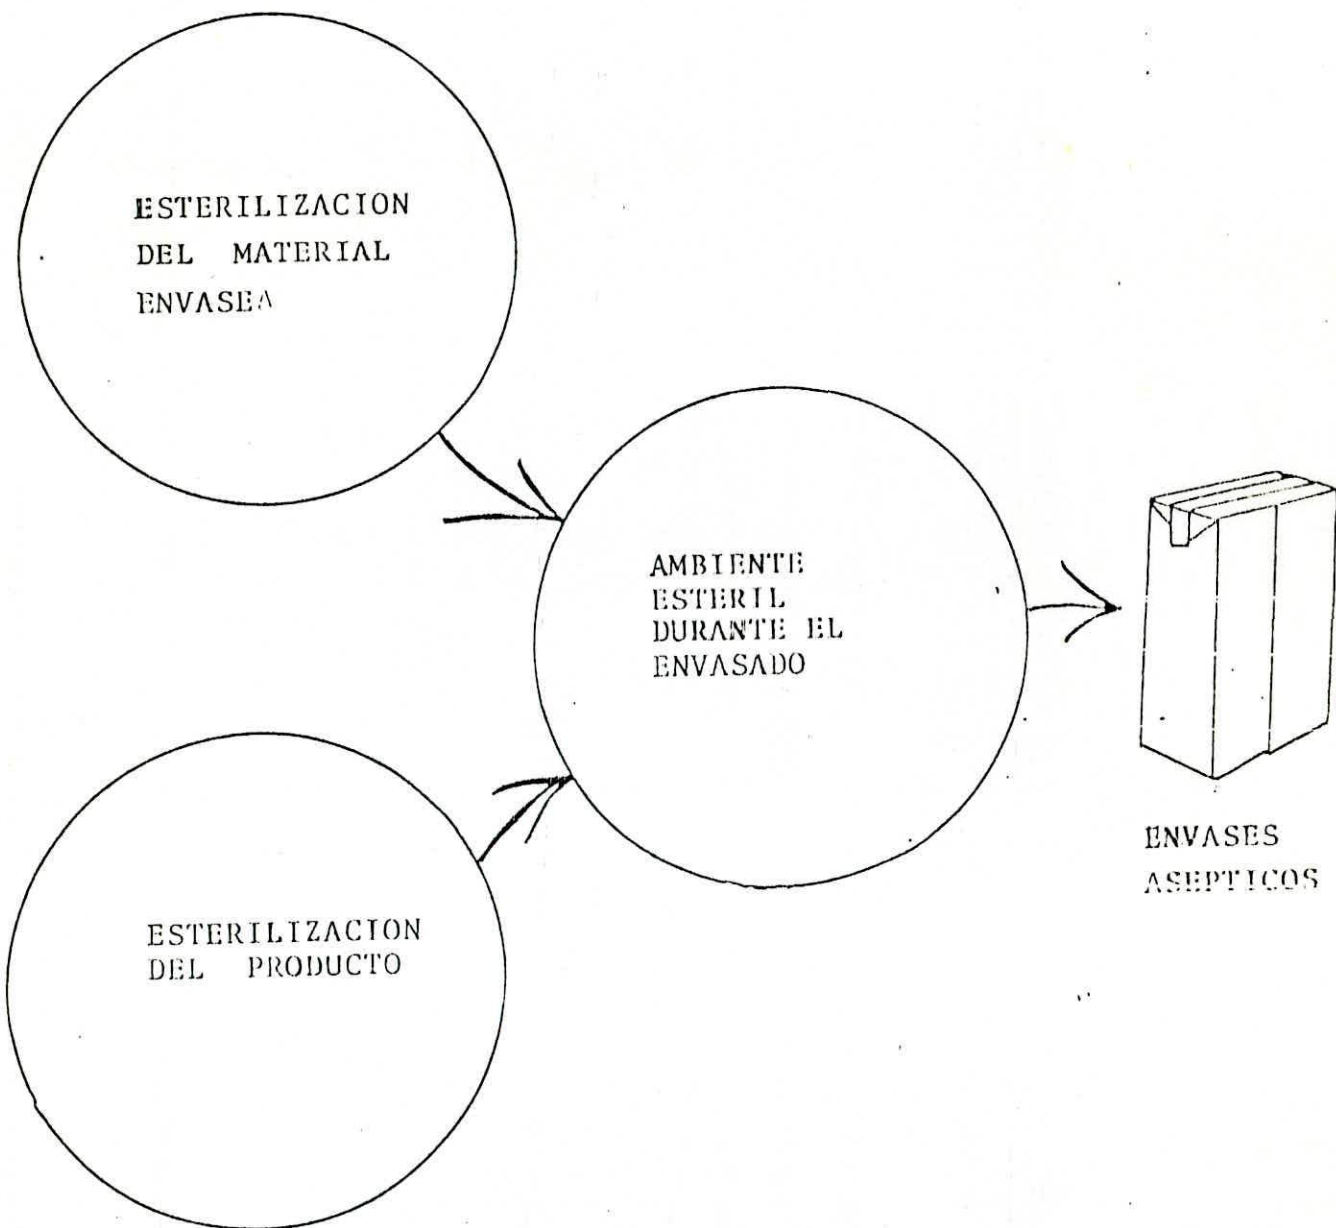 ESTERILIZACION
DEL MATERIAL
ENVASEA
AMBIENTE
ESTERIL
DURANTE EL
ENVASADO
ESTERILIZACION
DEL PRODUCTO
ENVASES
ASEPTICOS